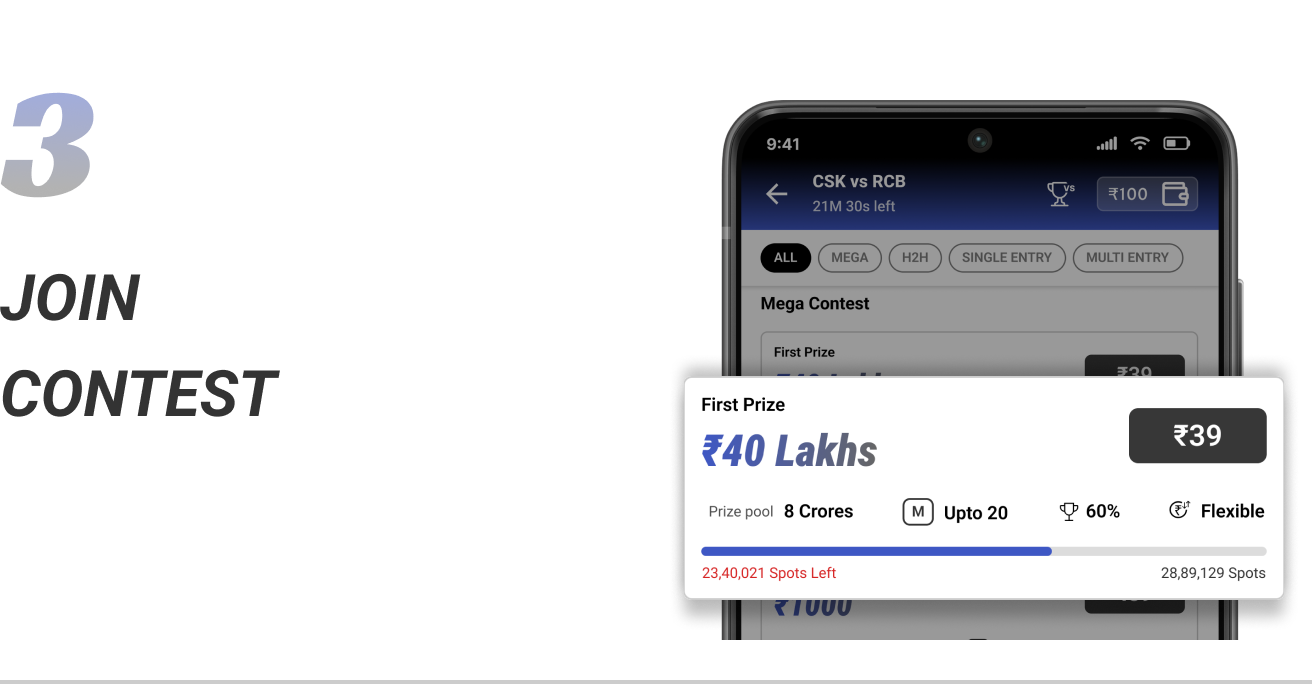 3
JOIN
CONTEST
9:41
CSK vs RCB
21M 30s left
vs
₹100
ALL MEGA H2H SINGLE ENTRY MULTI ENTRY
Mega Contest
First Prize
₹39
First Prize
₹40 Lakhs
₹39
Prize pool 8 Crores M Upto 20 60% ₹ Flexible
23,40,021 Spots Left 28,89,129 Spots
₹1000